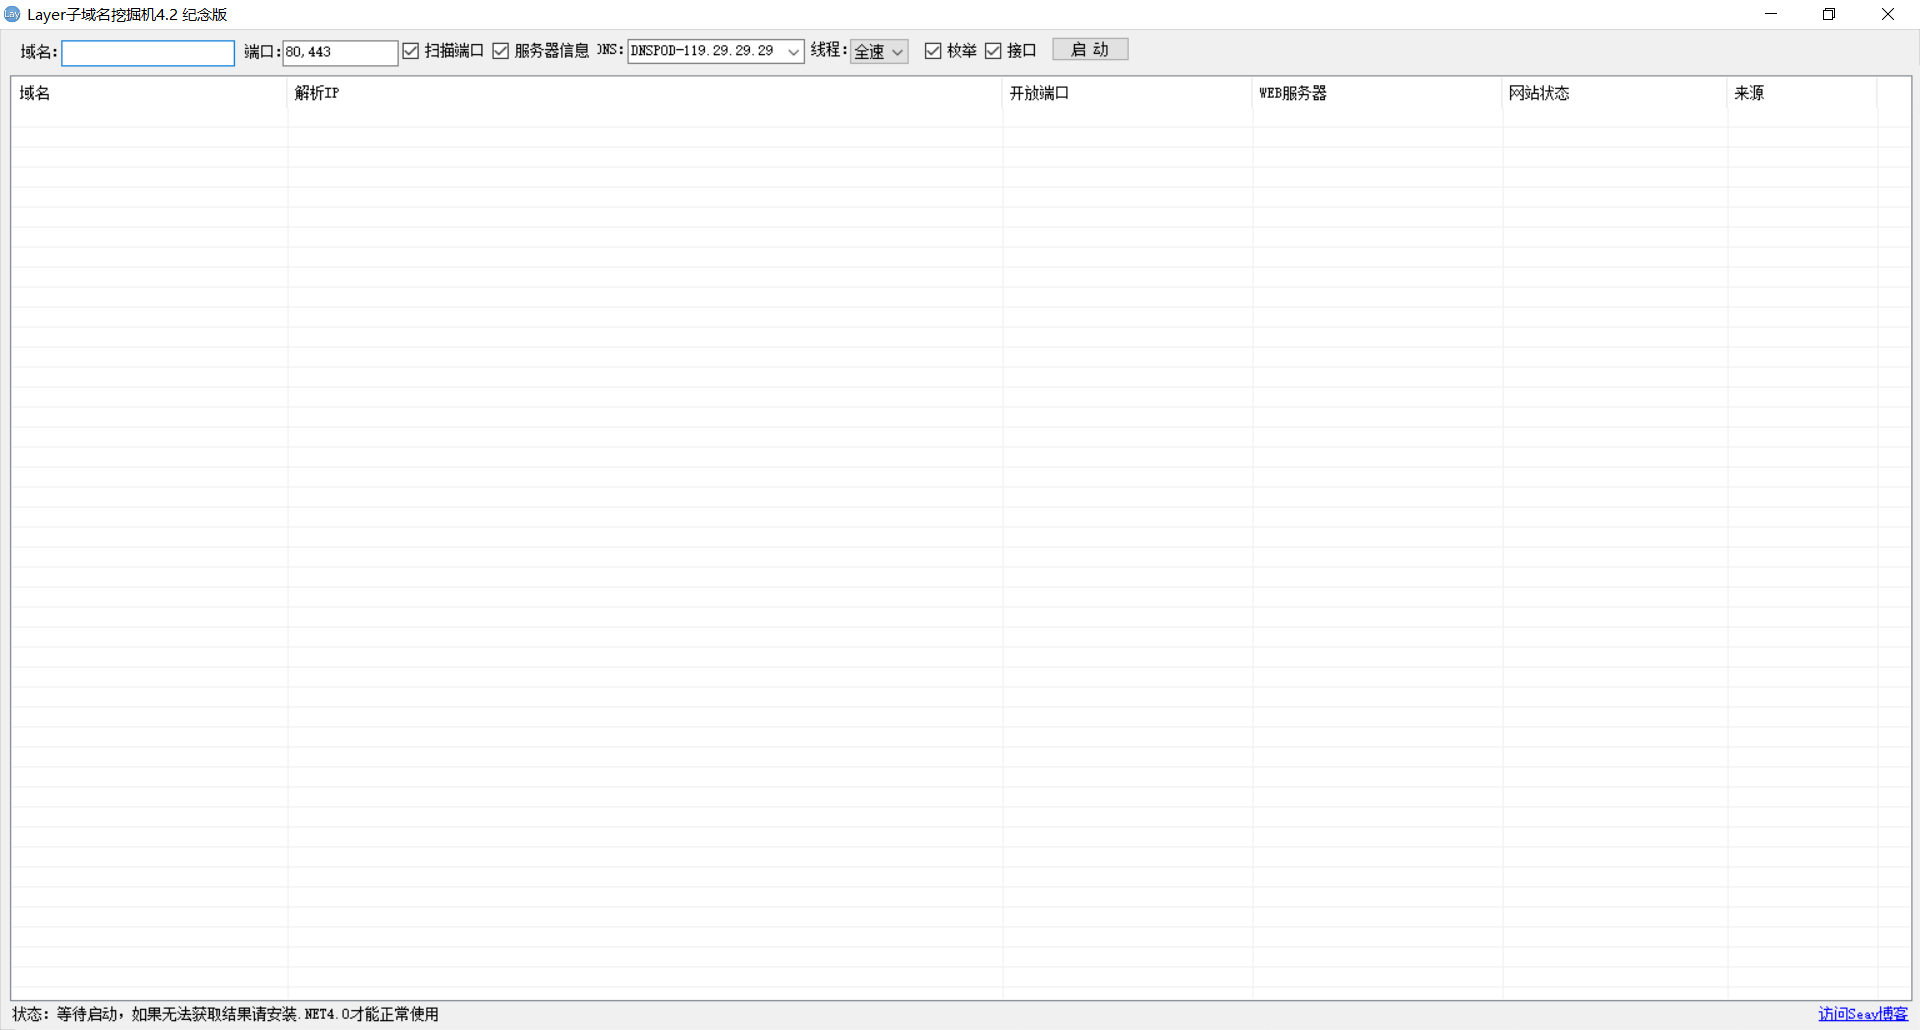 Lay Layer子域名挖掘机4.2 纪念版
域名: 端口: 80,443 扫描端口 服务器信息 DNS: DNSPOD-119.29.29.29 线程: 全速 枚举 接口 启 动
域名 解析IP 开放端口 WEB服务器 网站状态 来源
状态: 等待启动，如果无法获取结果请安装.NET4.0才能正常使用 访问Seay博客